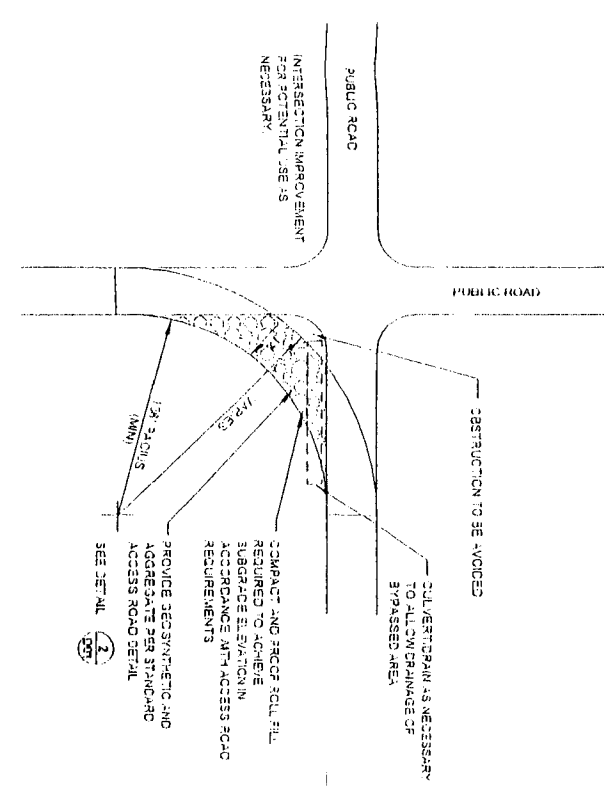 PUBLIC ROAD
INTERSECTION IMPROVEMENT
FOR POTENTIAL USE AS
NECESSARY.
PUBLIC ROAD
OBSTRUCTION TO BE AVOIDED
CULVERT/DRAIN AS NECESSARY
TO ALLOW DRAINAGE OF
BYPASSED AREA
COMPACT AND PROOF ROLL FILL
REQUIRED TO ACHIEVE
SUBGRADE ELEVATION IN
ACCORDANCE WITH ACCESS ROAD
REQUIREMENTS
PROVIDE GEOSYNTHETIC AND
AGGREGATE PER STANDARD
ACCESS ROAD DETAIL
SEE DETAIL
2
VARIES
RADIUS
(MIN)